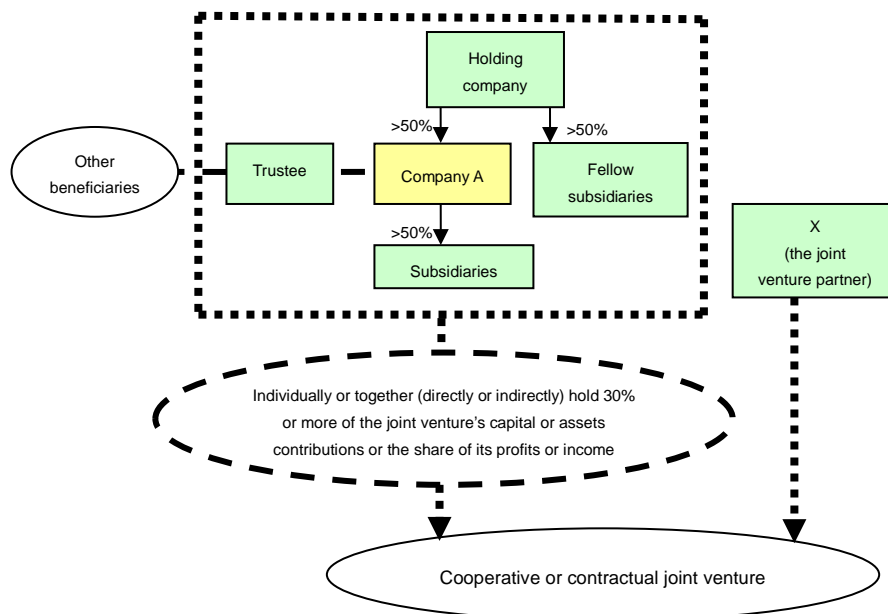 Holding
company
>50%
>50%
Other
beneficiaries
Trustee
Company A
Fellow
subsidiaries
>50%
Subsidiaries
X
(the joint
venture partner)
Individually or together (directly or indirectly) hold 30%
or more of the joint venture’s capital or assets
contributions or the share of its profits or income
Cooperative or contractual joint venture